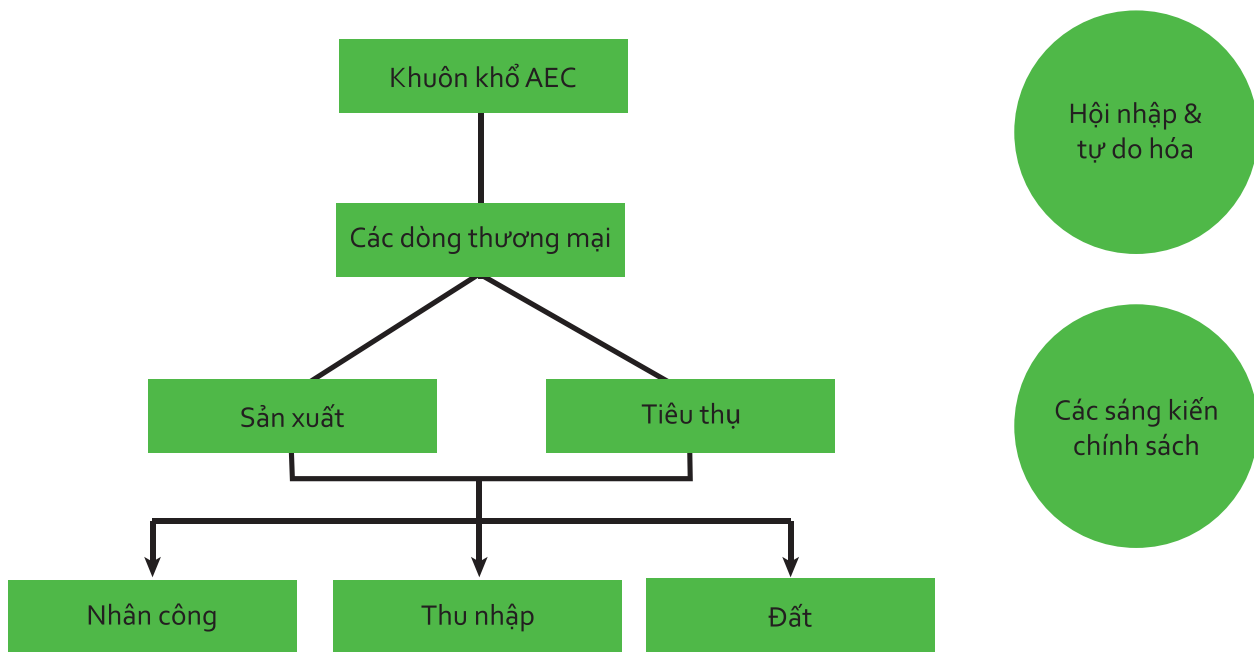 Khuôn khổ AEC
Hội nhập &
tự do hóa
Các dòng thương mại
Sản xuất
Tiêu thụ
Các sáng kiến
chính sách
Nhân công
Thu nhập
Đất